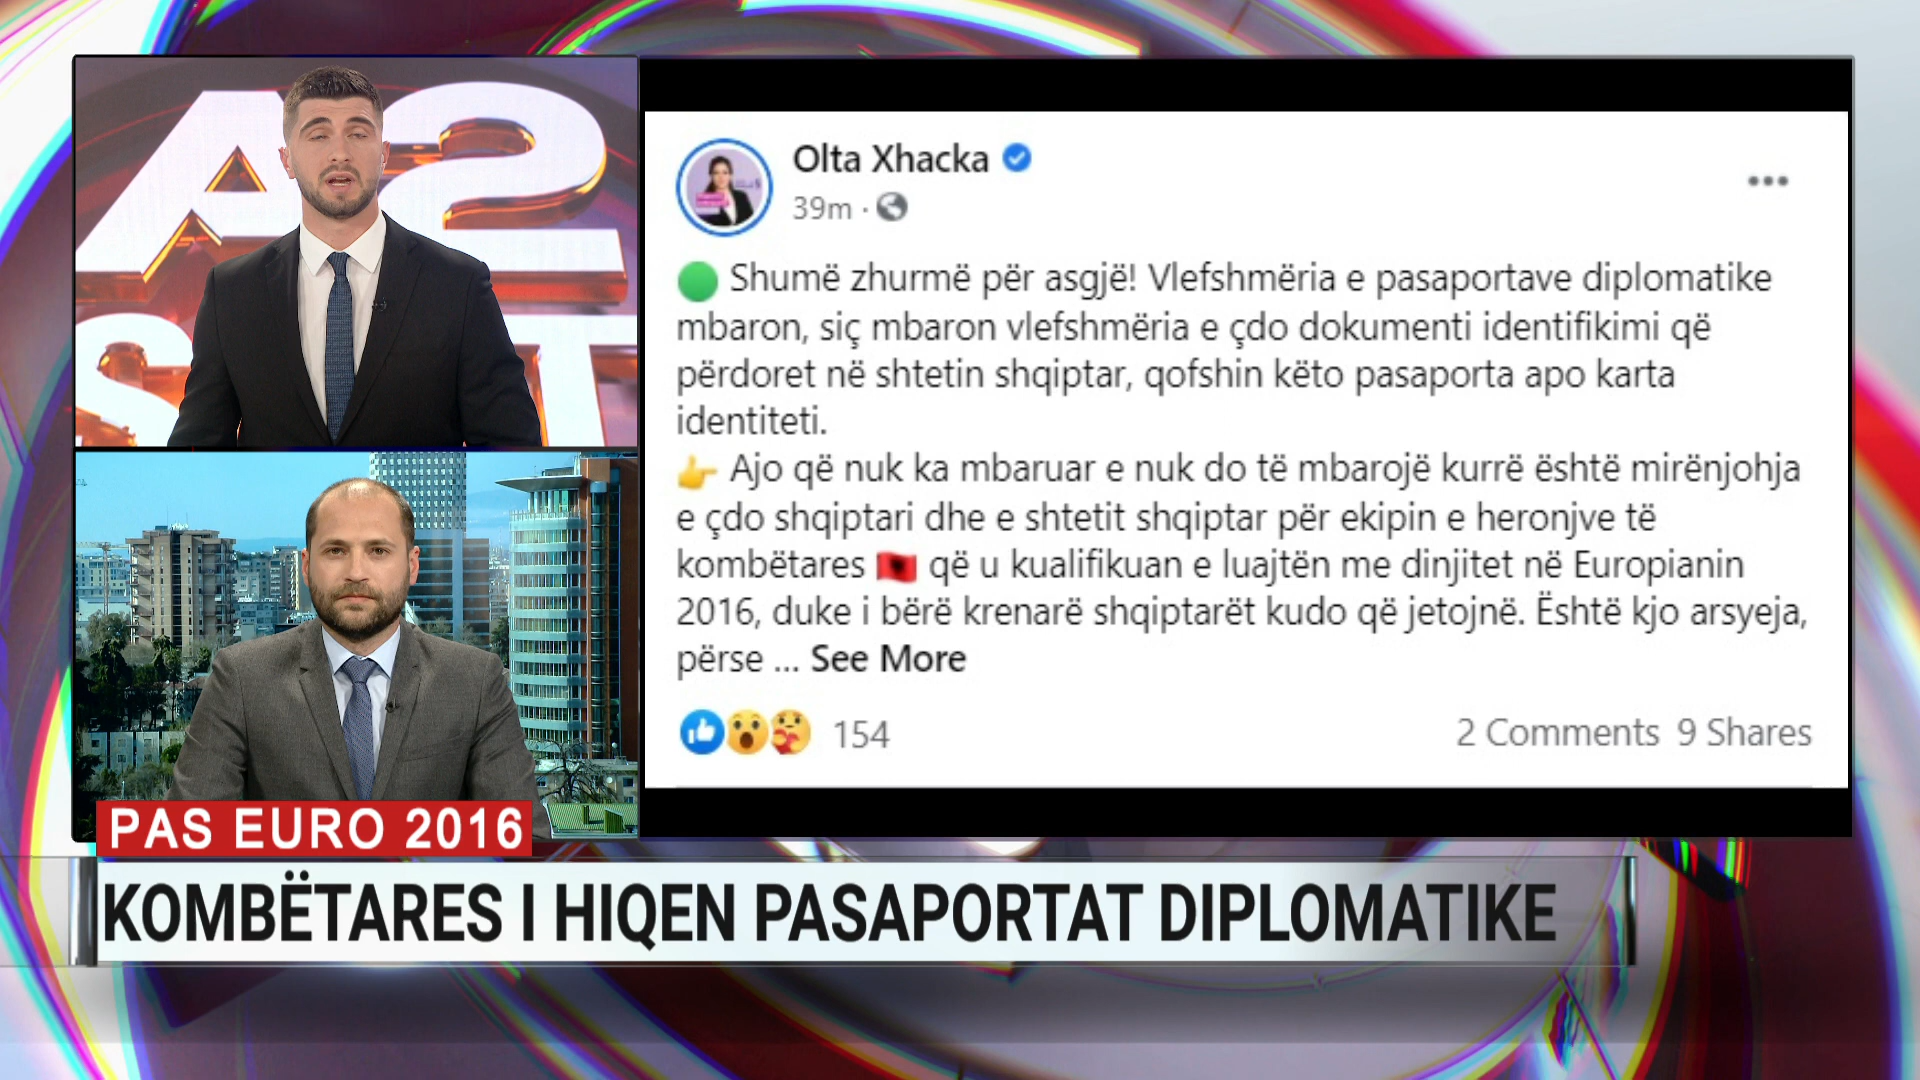 A2
Olta Xhacka
39m
Shumë zhurmë për asgjë! Vlefshmëria e pasaportave diplomatike
mbaron, siç mbaron vlefshmëria e çdo dokumenti identifikimi që
përdoret në shtetin shqiptar, qofshin këto pasaporta apo karta
identiteti.
Ajo që nuk ka mbaruar e nuk do të mbarojë kurrë është mirënjohja
e çdo shqiptari dhe e shtetit shqiptar për ekipin e heronjve të
kombëtares që u kualifikuan e luajtën me dinjitet në Europianin
2016, duke i bërë krenarë shqiptarët kudo që jetojnë. Është kjo arsyeja,
përse ... See More
154
2 Comments 9 Shares
PAS EURO 2016
KOMBËTARES I HIQEN PASAPORTAT DIPLOMATIKE